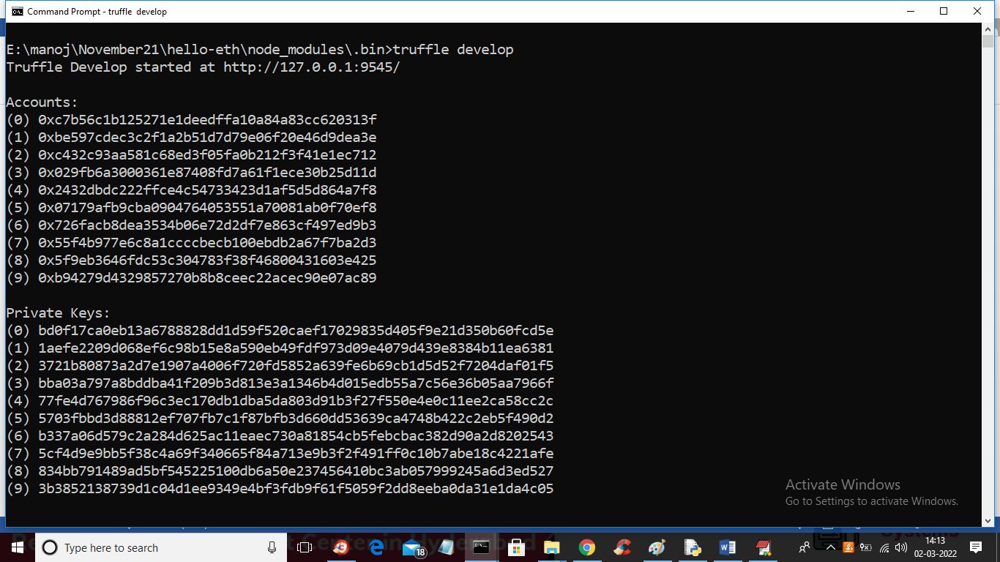 Command Prompt - truffle develop
E:\manoj\November21\hello-eth\node_modules\.bin>truffle develop
Truffle Develop started at http://127.0.0.1:9545/
Accounts:
(0) 0xc7b56c1b125271e1deedffa10a84a83cc620313f
(1) 0xbe597cdec3c2f1a2b51d7d79e06f20e46d9dea3e
(2) 0xc432c93aa581c68ed3f05fa0b212f3f41e1ec712
(3) 0x029fb6a3000361e87408fd7a61f1ece30b25d11d
(4) 0x2432dbdc222ffce4c54733423d1af5d5d864a7f8
(5) 0x07179afb9cba0904764053551a70081ab0f70ef8
(6) 0x726facb8dea3534b06e72d2df7e863cf497ed9b3
(7) 0x55f4b977e6c8a1ccccbecb100ebdb2a67f7ba2d3
(8) 0x5f9eb3646fdc53c304783f38f46800431603e425
(9) 0xb94279d4329857270b8b8ceec22acec90e07ac89
Private Keys:
(0) bd0f17ca0eb13a6788828dd1d59f520caef17029835d405f9e21d350b60fcd5e
(1) 1aefe2209d068ef6c98b15e8a590eb49fdf973d09e4079d439e8384b11ea6381
(2) 3721b80873a2d7e1907a4006f720fd5852a639fe6b69cb1d5d52f7204daf01f5
(3) bba03a797a8bddba41f209b3d813e3a1346b4d015edb55a7c56e36b05aa7966f
(4) 77fe4d767986f96c3ec170db1dba5da803d91b3f27f550e4e0c11ee2ca58cc2c
(5) 5703fbbd3d88812ef707fb7c1f87bfb3d660dd53639ca4748b422c2eb5f490d2
(6) b337a06d579c2a284d625ac11eaec730a81854cb5febcbac382d90a2d8202543
(7) 5cf4d9e9bb5f38c4a69f340665f84a713e9b3f2f491ff0c10b7abe18c4221afe
(8) 834bb791489ad5bf545225100db6a50e237456410bc3ab057999245a6d3ed527
(9) 3b3852138739d1c04d1ee9349e4bf3fdb9f61f5059f2dd8eeba0da31e1da4c05
Activate Windows
Go to Settings to activate Windows.
Type here to search
18
14:13
02-03-2022